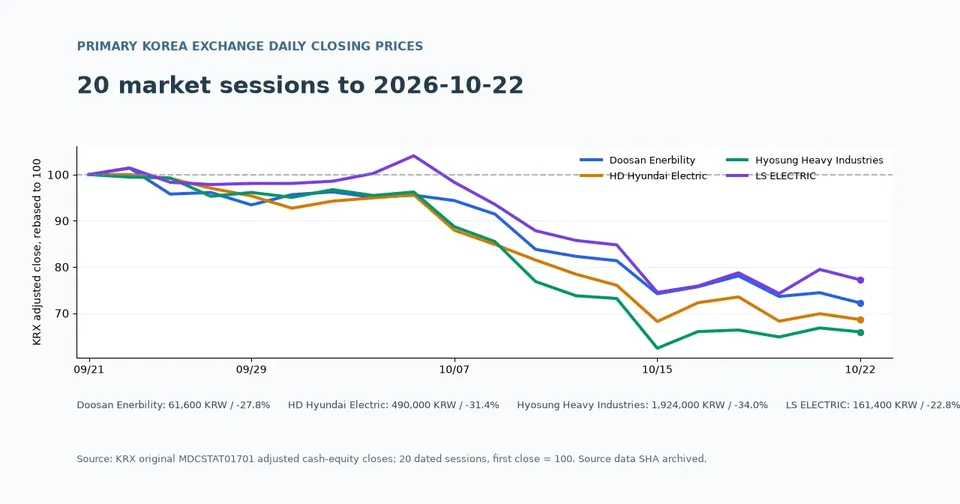 PRIMARY KOREA EXCHANGE DAILY CLOSING PRICES
20 market sessions to 2026-10-22
KRX adjusted close, rebased to 100
Doosan Enerbility
Hyosung Heavy Industries
HD Hyundai Electric
LS ELECTRIC
100
90
80
70
09/21
09/29
10/07
10/15
10/22
Doosan Enerbility: 61,600 KRW / -27.8%
HD Hyundai Electric: 490,000 KRW / -31.4%
Hyosung Heavy Industries: 1,924,000 KRW / -34.0%
LS ELECTRIC: 161,400 KRW / -22.8%
Source: KRX original MDCSTAT01701 adjusted cash-equity closes; 20 dated sessions, first close = 100. Source data SHA archived.